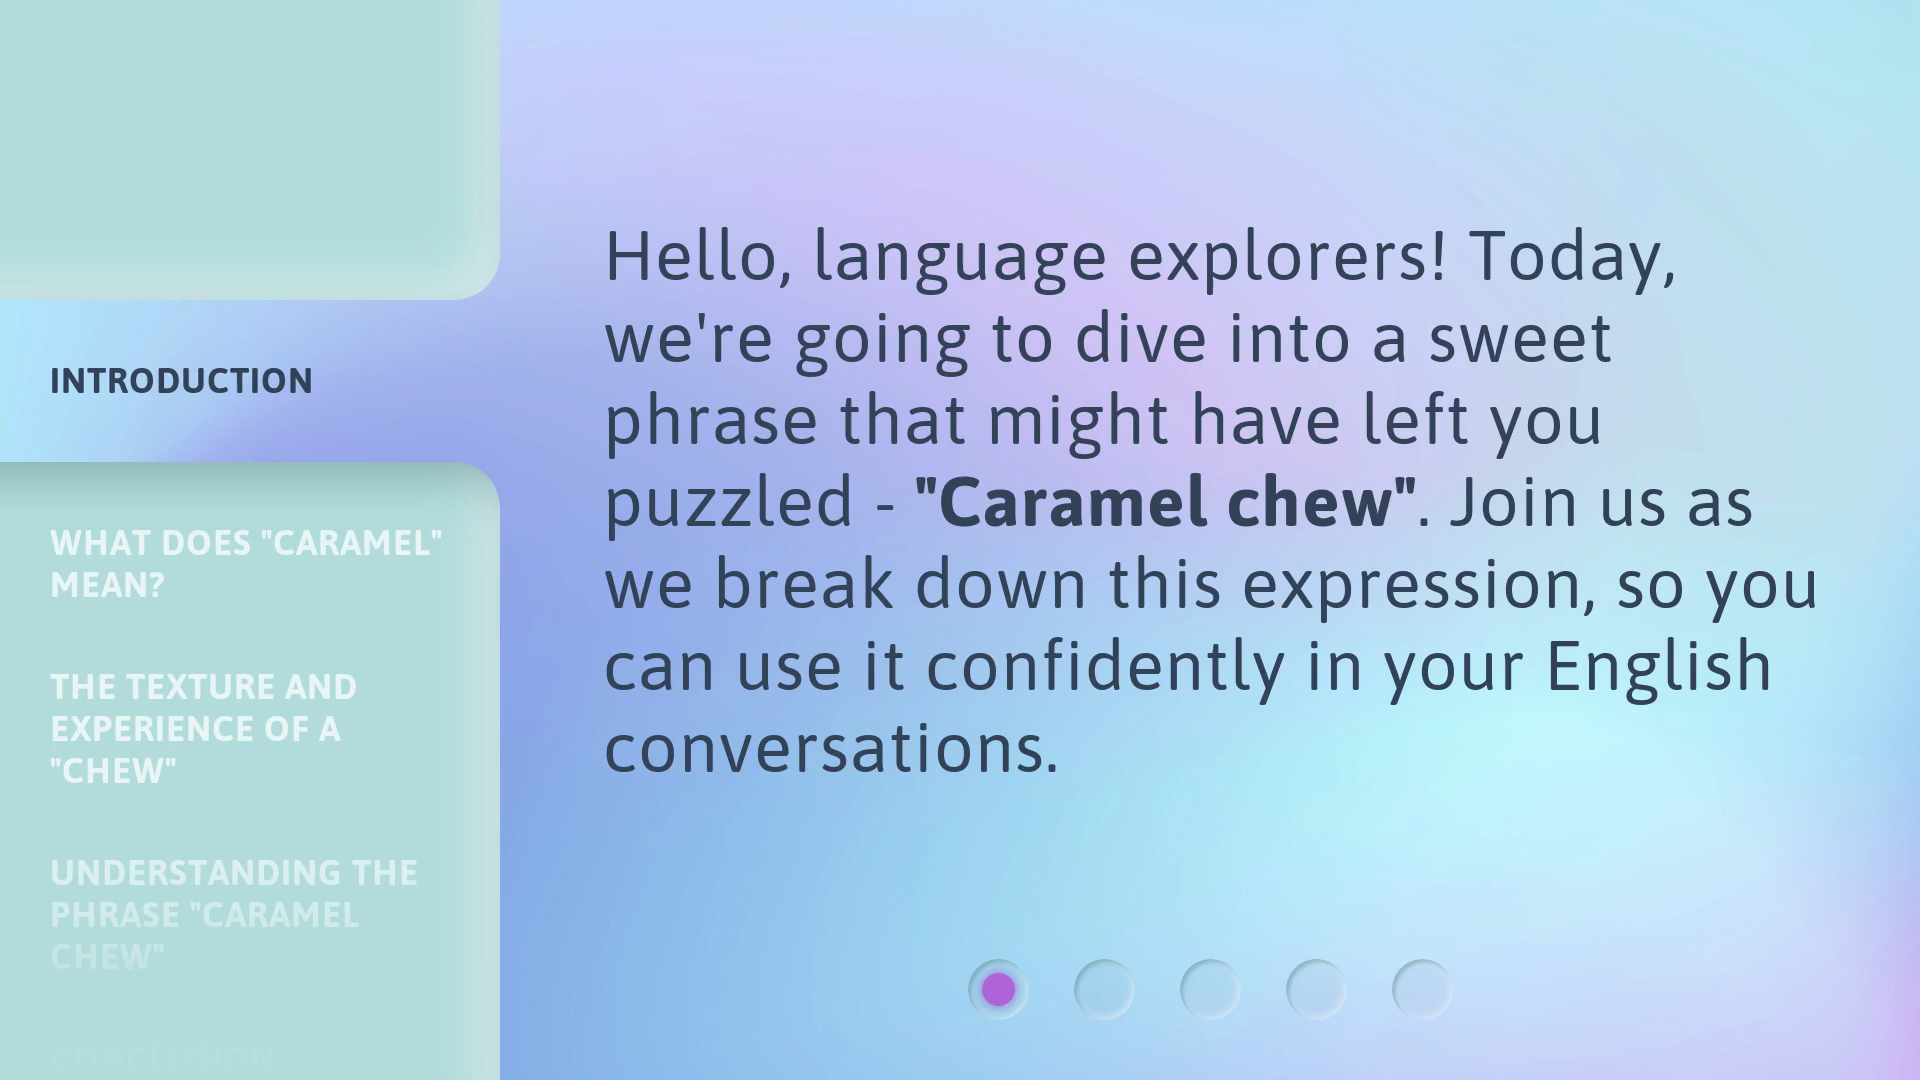 INTRODUCTION
WHAT DOES "CARAMEL"
MEAN?
THE TEXTURE AND
EXPERIENCE OF A
"CHEW"
UNDERSTANDING THE
PHRASE "CARAMEL
CHEW"
CONCLUSION
Hello, language explorers! Today,
we're going to dive into a sweet
phrase that might have left you
puzzled - "Caramel chew". Join us as
we break down this expression, so you
can use it confidently in your English
conversations.